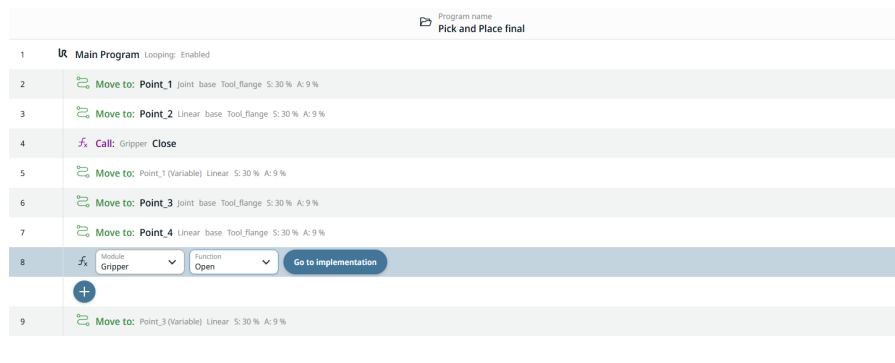 Program name
Pick and Place final
1 Main Program Looping: Enabled
2 Move to: Point_1 Joint base Tool_flange S: 30 % A: 9 %
3 Move to: Point_2 Linear base Tool_flange S: 30 % A: 9 %
4 fx Call: Gripper Close
5 Move to: Point_1 (Variable) Linear S: 30 % A: 9 %
6 Move to: Point_3 Joint base Tool_flange S: 30 % A: 9 %
7 Move to: Point_4 Linear base Tool_flange S: 30 % A: 9 %
8 fx Module Gripper Function Open Go to implementation
9 Move to: Point_3 (Variable) Linear S: 30 % A: 9 %